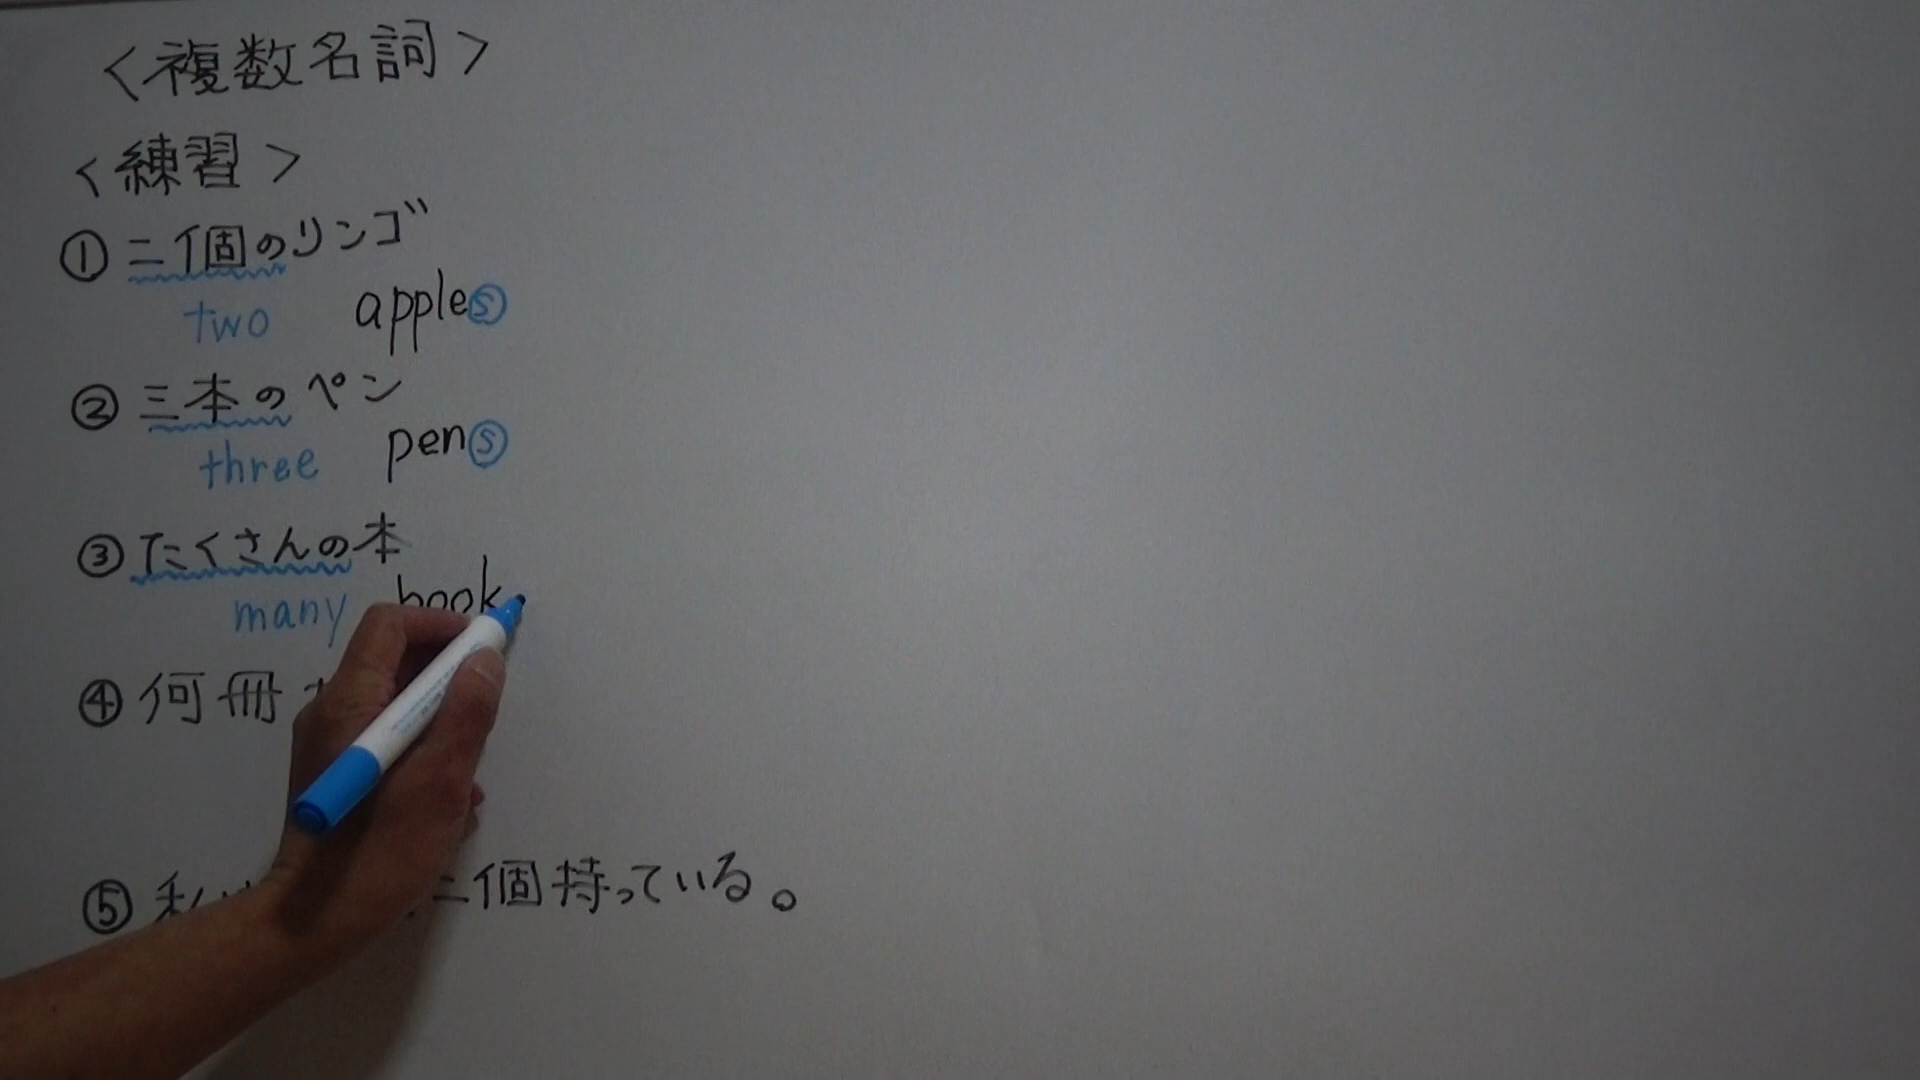 <複数名詞>
<練習>
① 二個のリンゴ
two apples
② 三本のペン
three pens
③ たくさんの本
many book
④ 何冊
⑤ 私は 二個持っている。